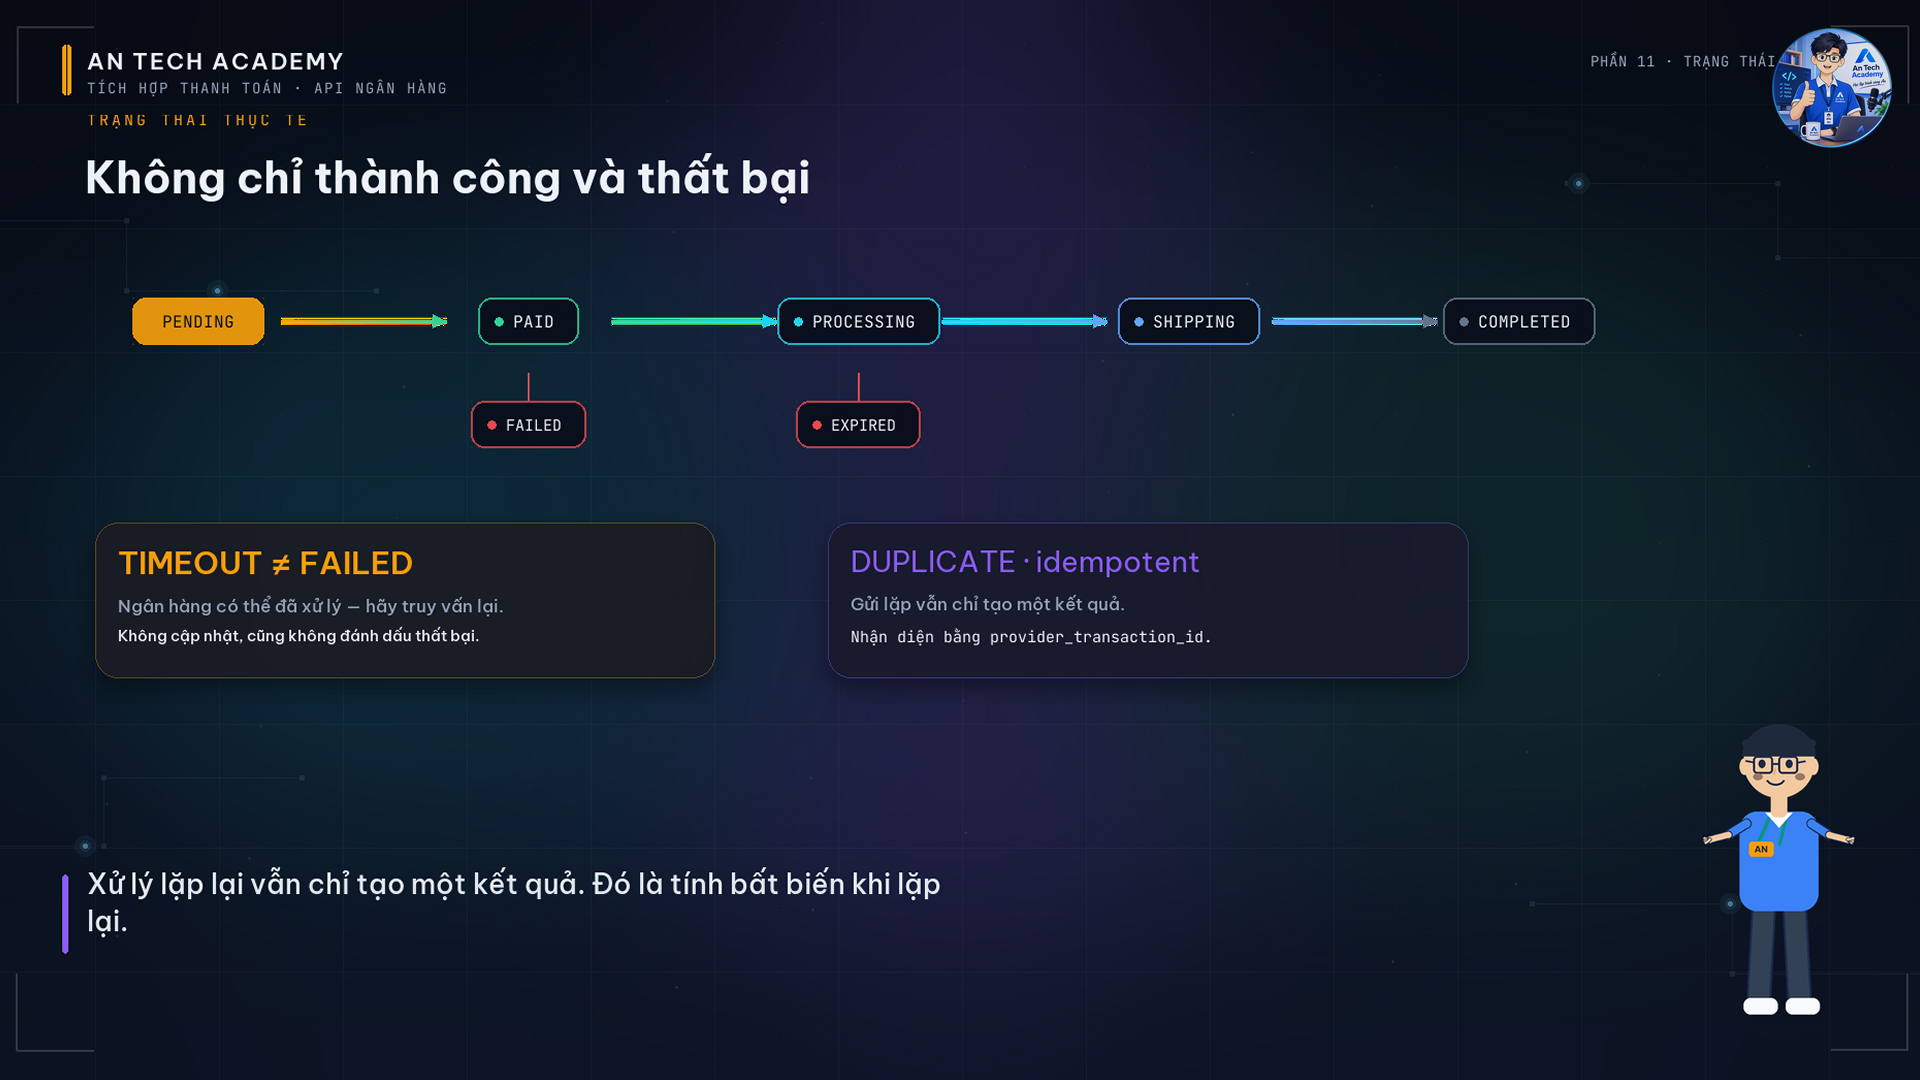 AN TECH ACADEMY
TÍCH HỢP THANH TOÁN · API NGÂN HÀNG
PHẦN 11 · TRẠNG THÁI
An Tech
Academy
TRẠNG THÁI THỰC TẾ
Không chỉ thành công và thất bại
PENDING
PAID
PROCESSING
SHIPPING
COMPLETED
FAILED
EXPIRED
TIMEOUT ≠ FAILED
Ngân hàng có thể đã xử lý — hãy truy vấn lại.
Không cập nhật, cũng không đánh dấu thất bại.
DUPLICATE · idempotent
Gửi lặp vẫn chỉ tạo một kết quả.
Nhận diện bằng provider_transaction_id.
AN
Xử lý lặp lại vẫn chỉ tạo một kết quả. Đó là tính bất biến khi lặp
lại.